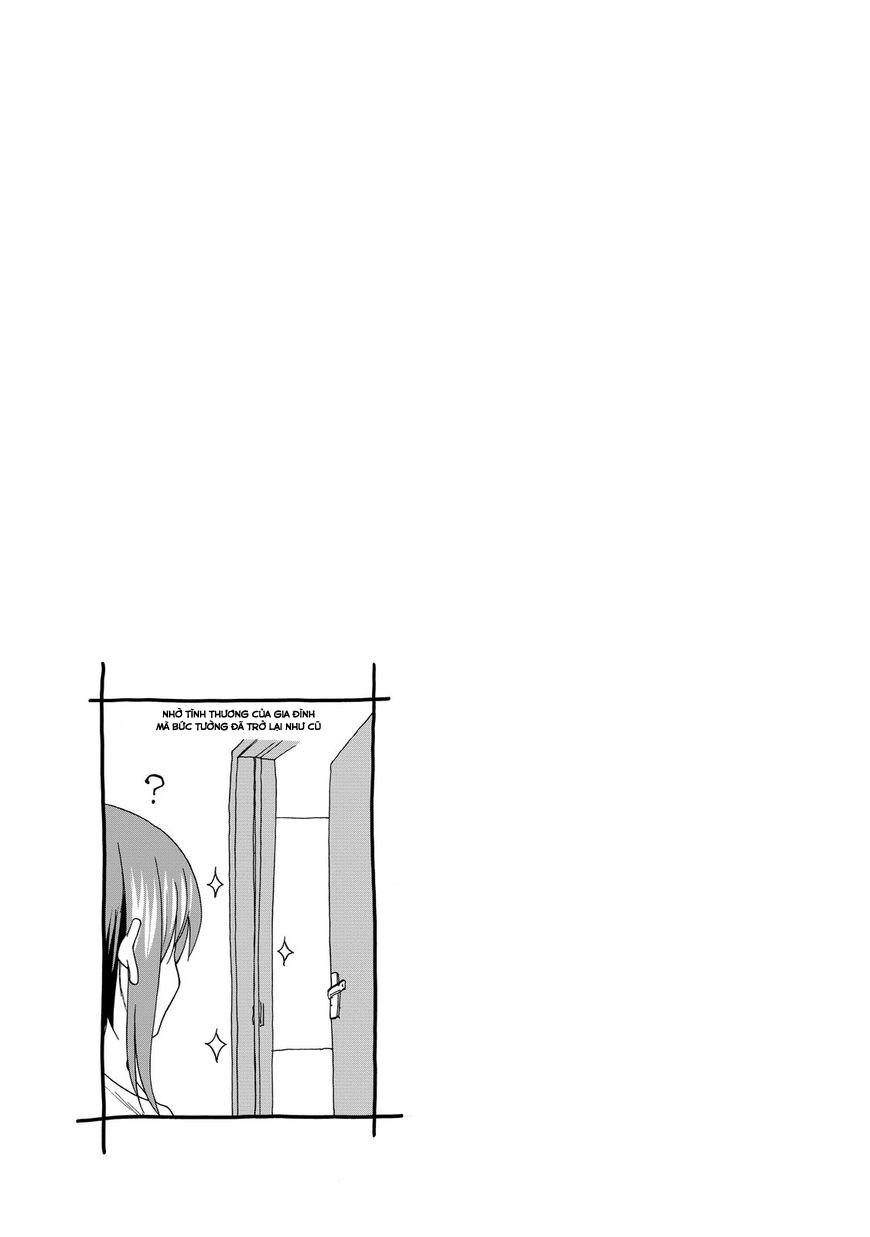 NHỜ TÌNH THƯƠNG CỦA GIA ĐÌNH
MÀ BỨC TƯỜNG ĐÃ TRỞ LẠI NHƯ CŨ
?